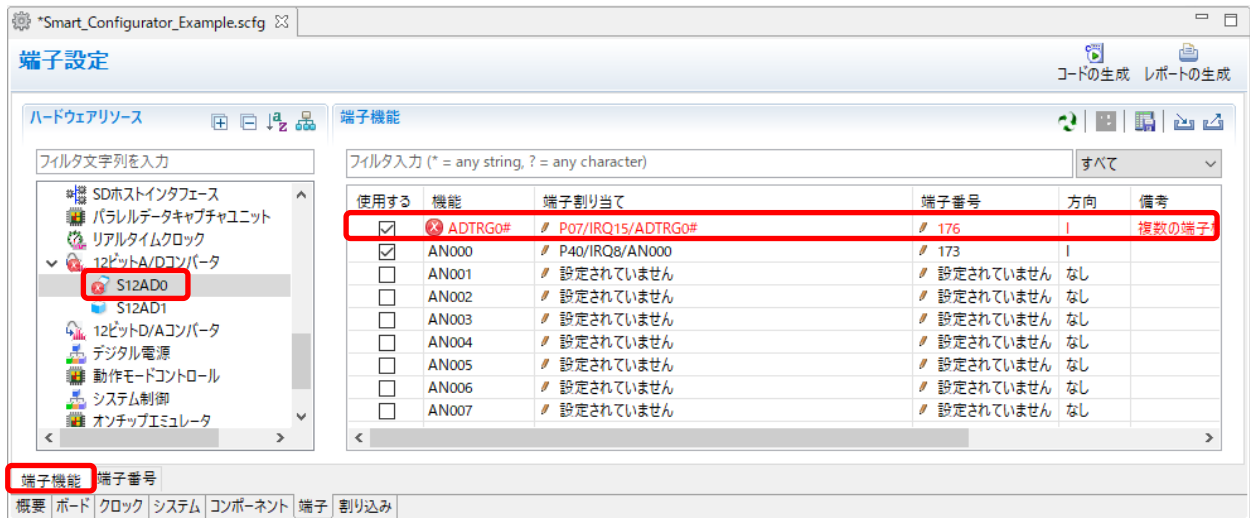 *Smart_Configurator_Example.scfg
端子設定
コードの生成 レポートの生成
ハードウェアリソース
端子機能
フィルタ文字列を入力
フィルタ入力 (* = any string, ? = any character)
すべて
SDホストインタフェース
パラレルデータキャプチャユニット
リアルタイムクロック
12ビットA/Dコンバータ
S12AD0
S12AD1
12ビットD/Aコンバータ
デジタル電源
動作モードコントロール
システム制御
オンチップエミュレータ
使用する 機能 端子割り当て 端子番号 方向 備考
ADTRG0# P07/IRQ15/ADTRG0# 176 I 複数の端子
AN000 P40/IRQ8/AN000 173 I
AN001 設定されていません 設定されていません なし
AN002 設定されていません 設定されていません なし
AN003 設定されていません 設定されていません なし
AN004 設定されていません 設定されていません なし
AN005 設定されていません 設定されていません なし
AN006 設定されていません 設定されていません なし
AN007 設定されていません 設定されていません なし
端子機能 端子番号
概要 ボード クロック システム コンポーネント 端子 割り込み